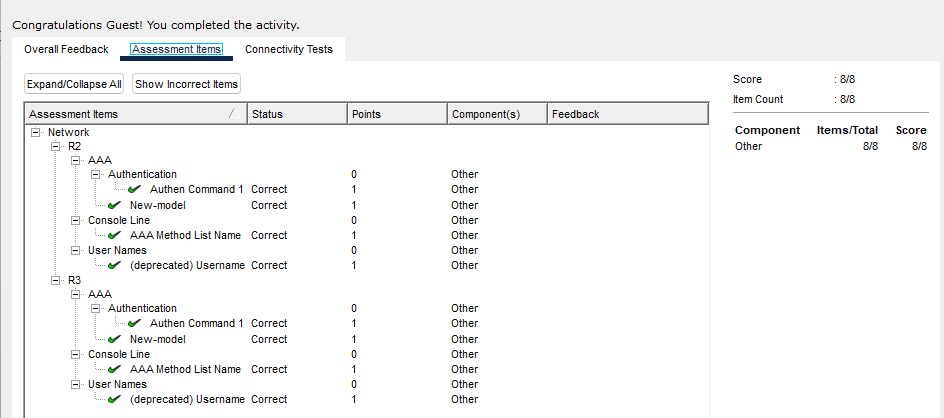 Congratulations Guest! You completed the activity.
Overall Feedback Assessment Items Connectivity Tests
Expand/Collapse All Show Incorrect Items
Score : 8/8
Item Count : 8/8
Component Items/Total Score
Other 8/8 8/8
Assessment Items Status Points Component(s) Feedback
Network
R2
AAA
Authentication 0 Other
Authen Command 1 Correct 1 Other
New-model Correct 1 Other
Console Line 0 Other
AAA Method List Name Correct 1 Other
User Names 0 Other
(deprecated) Username Correct 1 Other
R3
AAA
Authentication 0 Other
Authen Command 1 Correct 1 Other
New-model Correct 1 Other
Console Line 0 Other
AAA Method List Name Correct 1 Other
User Names 0 Other
(deprecated) Username Correct 1 Other